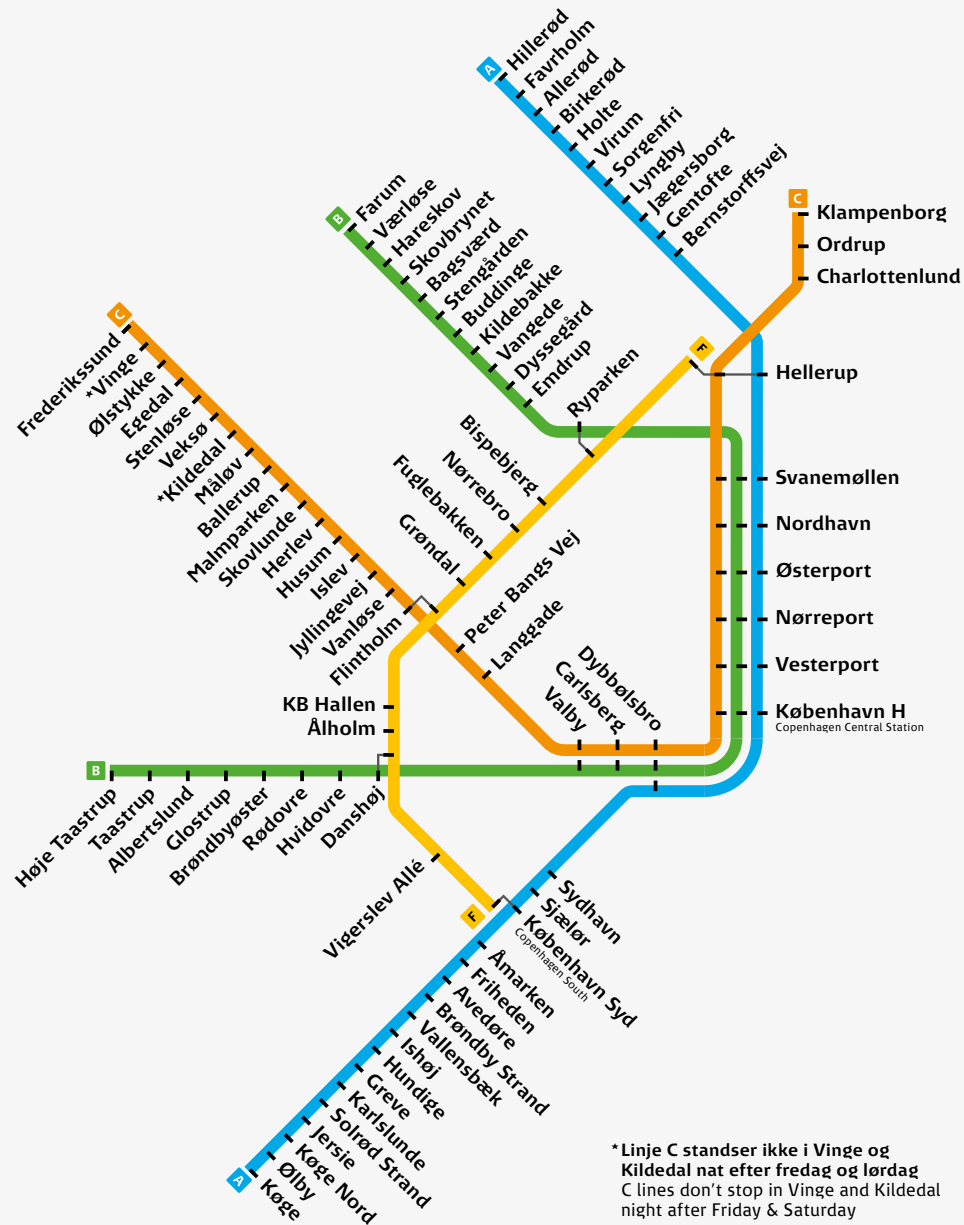 A
Hillerød
Favrholm
Allerød
Birkerød
Holte
Virum
Sorgenfri
Lyngby
Jægersborg
Gentofte
Bernstorffsvej
C
Klampenborg
Ordrup
Charlottenlund
B
Farum
Værløse
Hareskov
Skovbrynet
Bagsværd
Stengården
Buddinge
Kildebakke
Vangede
Dyssegård
Emdrup
Ryparken
C
Frederikssund
*Vinge
Ølstykke
Egedal
Stenløse
Veksø
*Kildedal
Måløv
Ballerup
Malmparken
Skovlunde
Herlev
Husum
Islev
Jyllingevej
Vanløse
Flintholm
Peter Bangs Vej
Langgade
Valby
Carlsberg
Dybbølsbro
F
Bispebjerg
Nørrebro
Fuglebakken
Grøndal
KB Hallen
Ålholm
Hellerup
Svanemøllen
Nordhavn
Østerport
Nørreport
Vesterport
København H
Copenhagen Central Station
B
Høje Taastrup
Taastrup
Albertslund
Glostrup
Brøndbyøster
Rødovre
Hvidovre
Danshøj
Vigerslev Allé
F
Sydhavn
Sjælør
København Syd
Copenhagen South
Åmarken
Friheden
Avedøre
Brøndby Strand
Vallensbæk
Ishøj
Hundige
Greve
Karlslunde
Solrød Strand
Jersie
Køge Nord
Ølby
Køge
A
*Linje C standser ikke i Vinge og
Kildedal nat efter fredag og lørdag
C lines don't stop in Vinge and Kildedal
night after Friday & Saturday